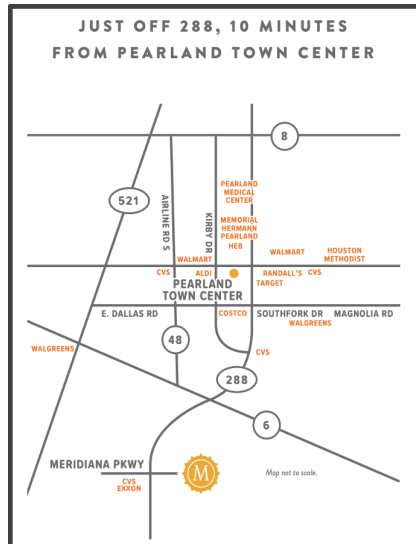 JUST OFF 288, 10 MINUTES
FROM PEARLAND TOWN CENTER
8
521
AIRLINE RD S
KIRBY DR
PEARLAND
MEDICAL
CENTER
MEMORIAL
HERMANN
PEARLAND
HEB
WALMART
WALMART
HOUSTON
METHODIST
CVS
ALDI
RANDALL'S
CVS
TARGET
PEARLAND
TOWN CENTER
E. DALLAS RD
COSTCO
SOUTHFORK DR
MAGNOLIA RD
WALGREENS
48
WALGREENS
CVS
288
6
MERIDIANA PKWY
M
Map not to scale.
CVS
EXXON